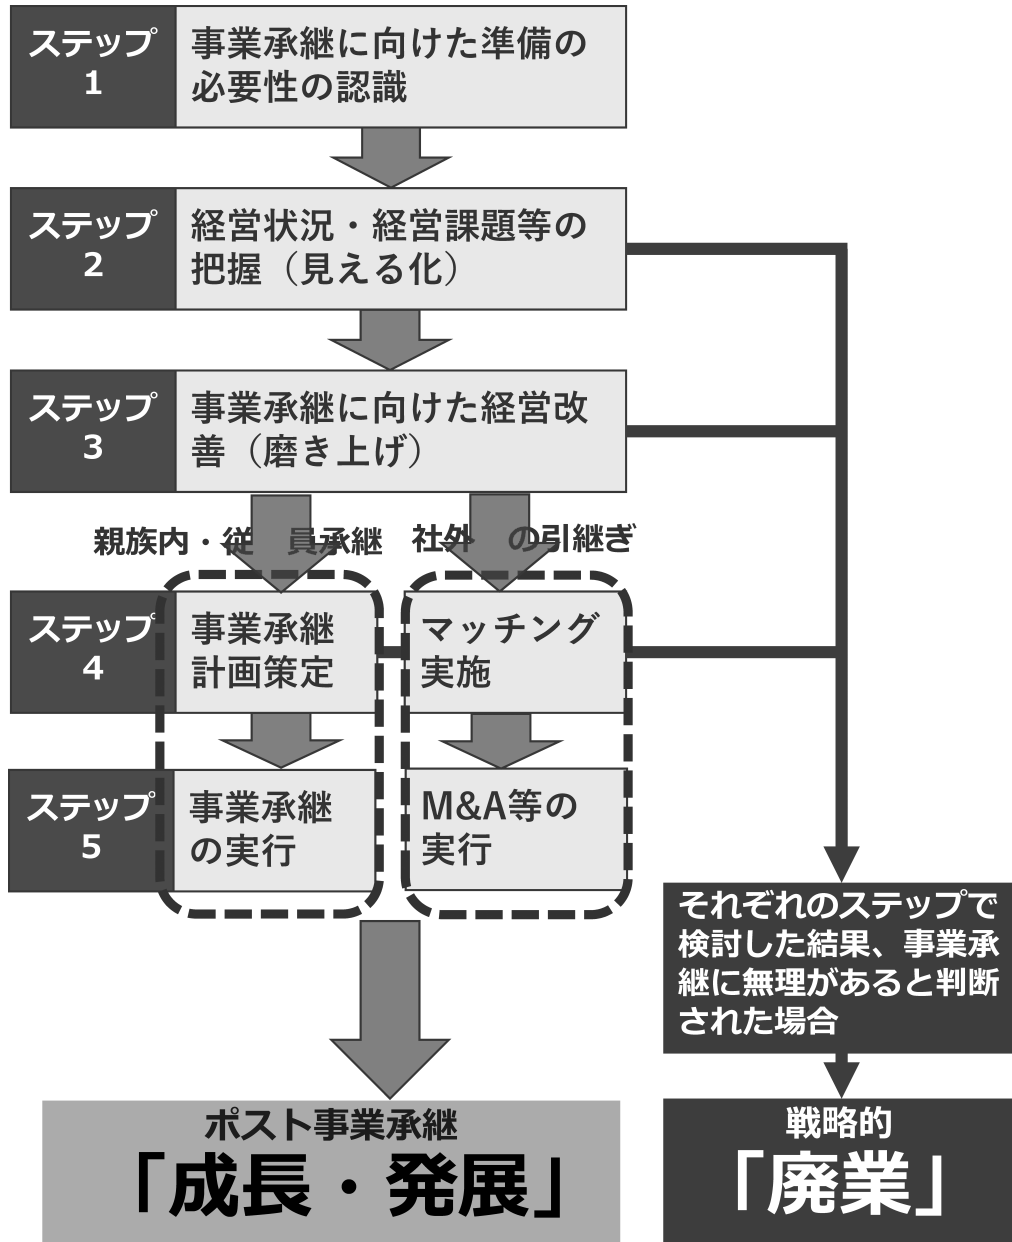 ステップ
1
事業承継に向けた準備の
必要性の認識
ステップ
2
経営状況・経営課題等の
把握（見える化）
ステップ
3
事業承継に向けた経営改
善（磨き上げ）
親族内・従 員承継
社外 の引継ぎ
ステップ
4
事業承継
計画策定
マッチング
実施
ステップ
5
事業承継
の実行
M&A等の
実行
それぞれのステップで
検討した結果、事業承
継に無理があると判断
された場合
ポスト事業承継
「成長・発展」
戦略的
「廃業」